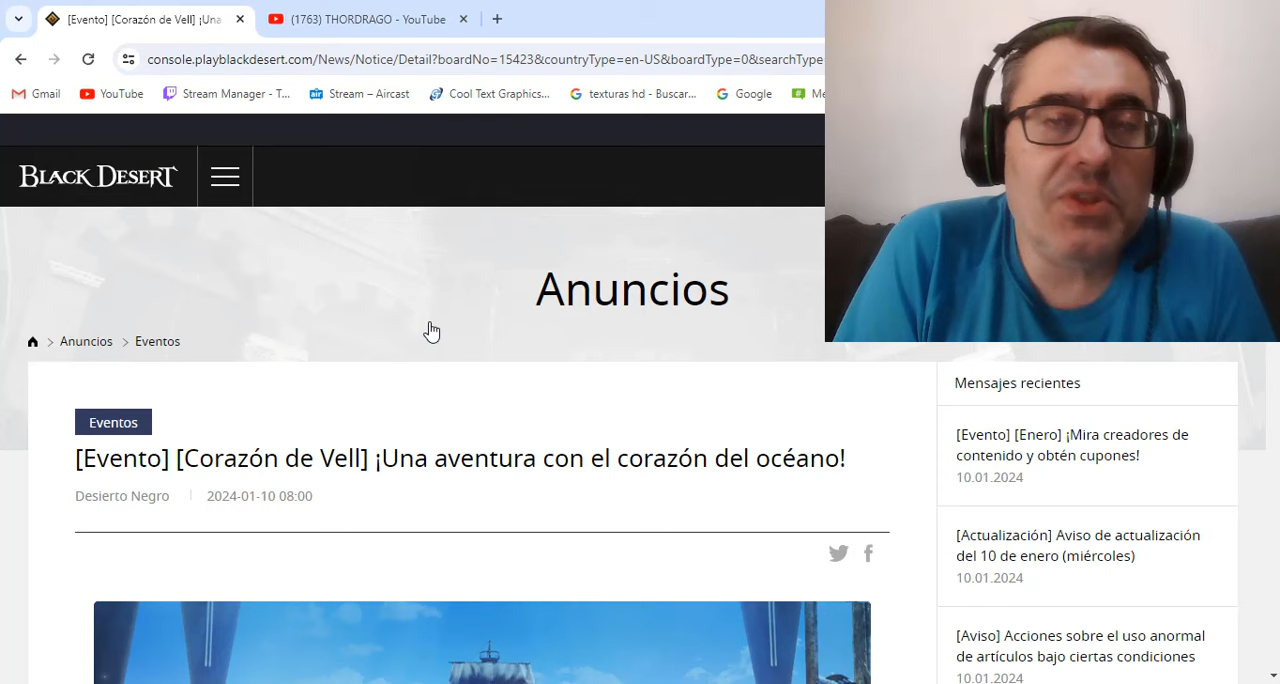 [Evento] [Corazón de Vell] ¡Una
(1763) THORDRAGO - YouTube
console.playblackdesert.com/News/Notice/Detail?boardNo=15423&countryType=en-US&boardType=0&searchType
Gmail
YouTube
Stream Manager - T...
Stream – Aircast
Cool Text Graphics...
texturas hd - Buscar...
Google
Me
BLACK DESERT
Anuncios
Anuncios > Eventos
Eventos
[Evento] [Corazón de Vell] ¡Una aventura con el corazón del océano!
Desierto Negro
2024-01-10 08:00
Mensajes recientes
[Evento] [Enero] ¡Mira creadores de
contenido y obtén cupones!
10.01.2024
[Actualización] Aviso de actualización
del 10 de enero (miércoles)
10.01.2024
[Aviso] Acciones sobre el uso anormal
de artículos bajo ciertas condiciones
10.01.2024